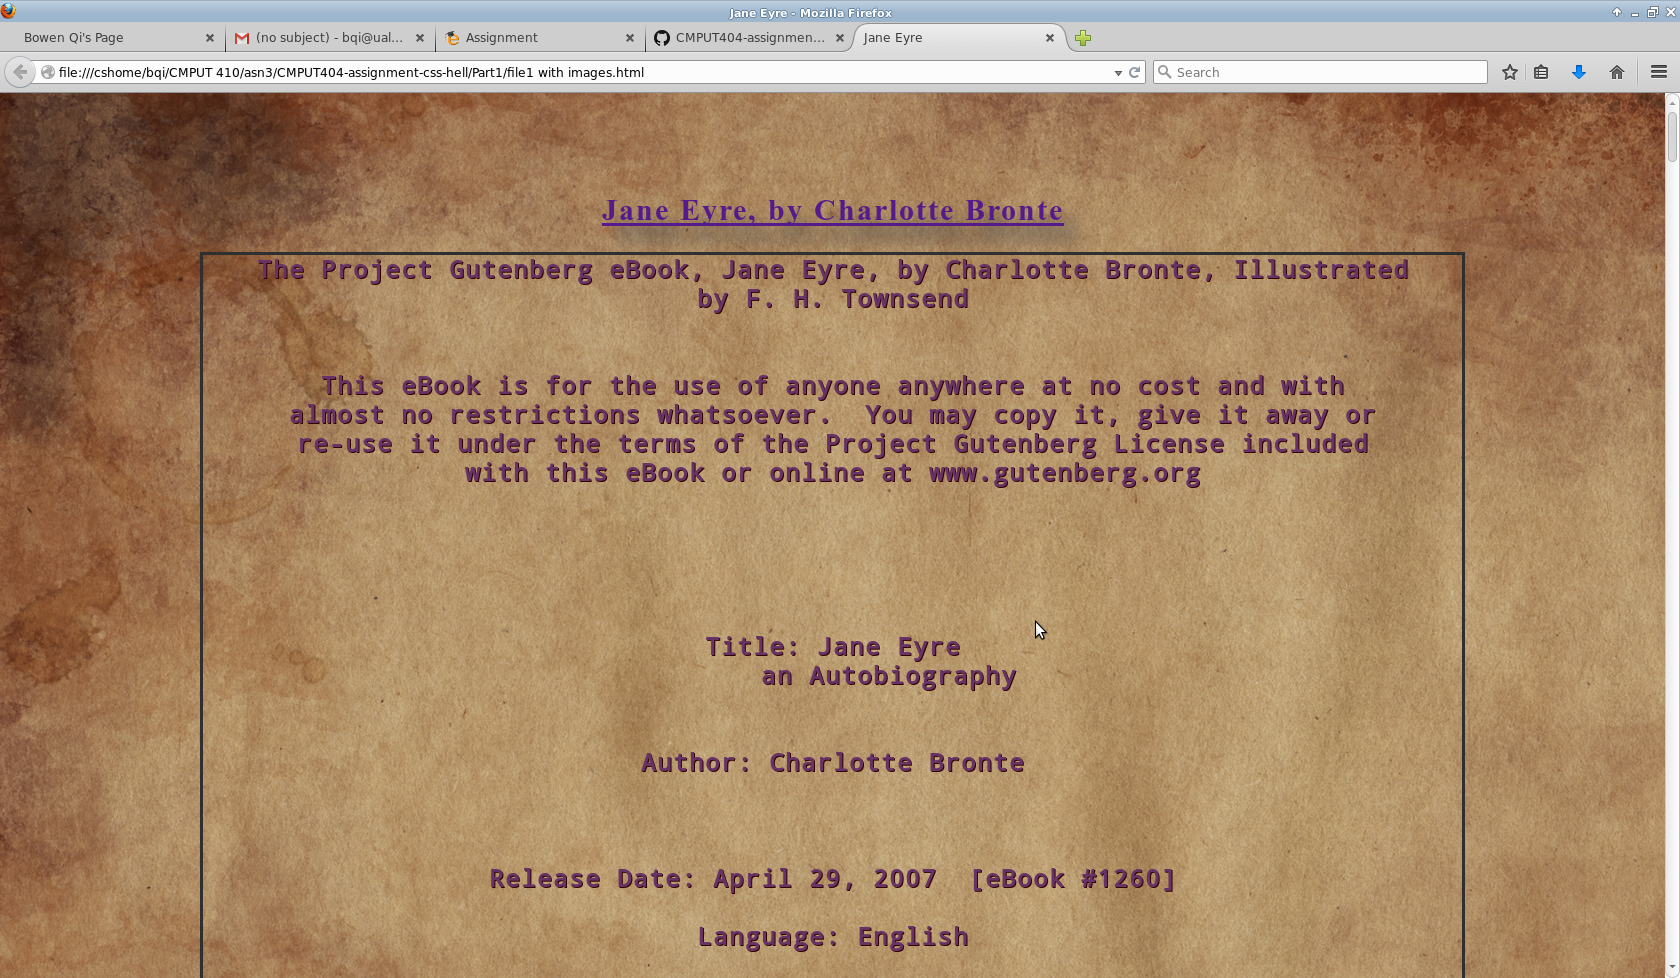 Jane Eyre - Mozilla Firefox
Bowen Qi's Page
(no subject) - bqi@ual...
Assignment
CMPUT404-assignmen...
Jane Eyre
file:///cshome/bqi/CMPUT 410/asn3/CMPUT404-assignment-css-hell/Part1/file1 with images.html
Search
Jane Eyre, by Charlotte Bronte
The Project Gutenberg eBook, Jane Eyre, by Charlotte Bronte, Illustrated
by F. H. Townsend
This eBook is for the use of anyone anywhere at no cost and with
almost no restrictions whatsoever.  You may copy it, give it away or
re-use it under the terms of the Project Gutenberg License included
with this eBook or online at www.gutenberg.org
Title: Jane Eyre
an Autobiography
Author: Charlotte Bronte
Release Date: April 29, 2007  [eBook #1260]
Language: English